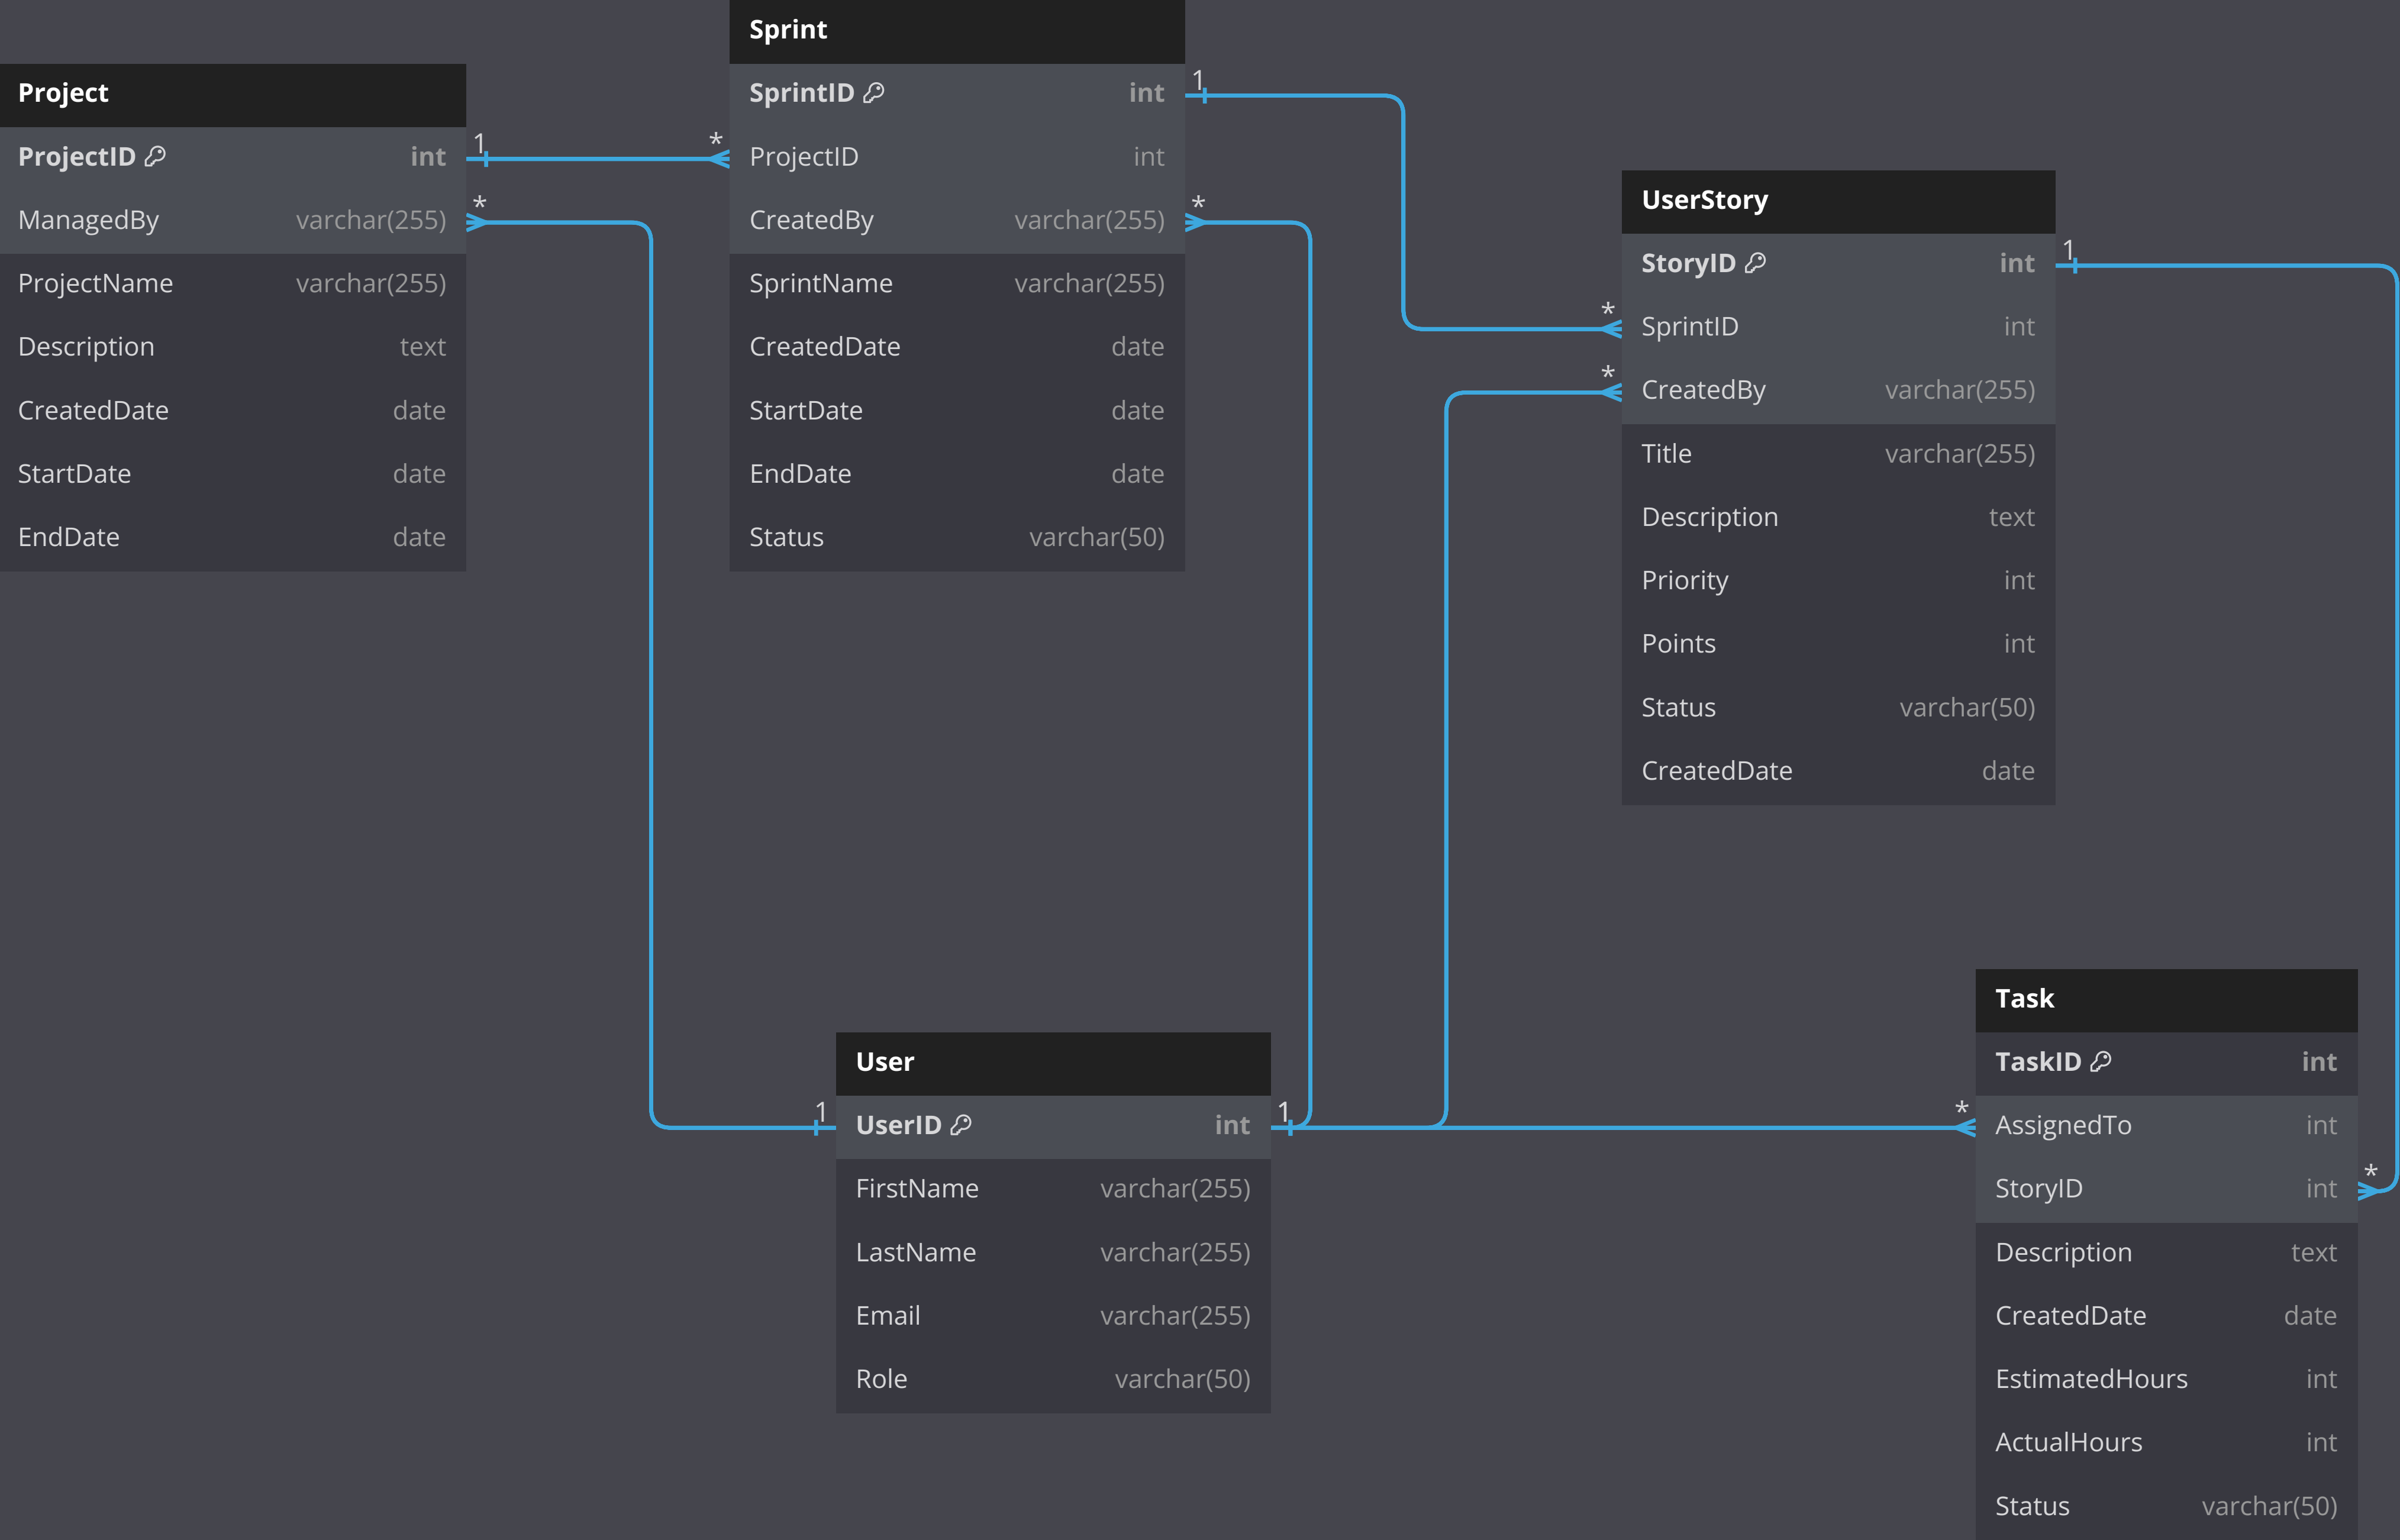 Project
ProjectID int
ManagedBy varchar(255)
ProjectName varchar(255)
Description text
CreatedDate date
StartDate date
EndDate date
1 *
*
Sprint
SprintID int
ProjectID int
CreatedBy varchar(255)
SprintName varchar(255)
CreatedDate date
StartDate date
EndDate date
Status varchar(50)
1
*
*
*
UserStory
StoryID int
SprintID int
CreatedBy varchar(255)
Title varchar(255)
Description text
Priority int
Points int
Status varchar(50)
CreatedDate date
1
1
User
UserID int
FirstName varchar(255)
LastName varchar(255)
Email varchar(255)
Role varchar(50)
1
*
Task
TaskID int
AssignedTo int
StoryID int
Description text
CreatedDate date
EstimatedHours int
ActualHours int
Status varchar(50)
*